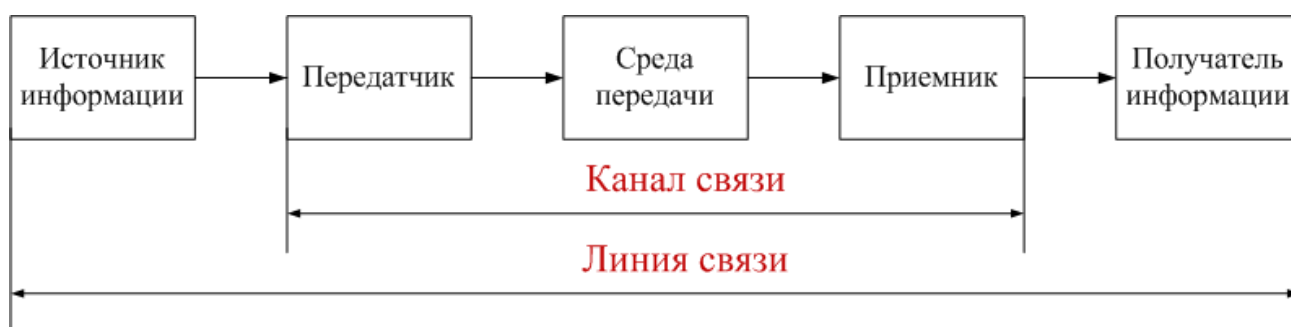 Источник
информации
Передатчик
Среда
передачи
Приемник
Получатель
информации
Канал связи
Линия связи